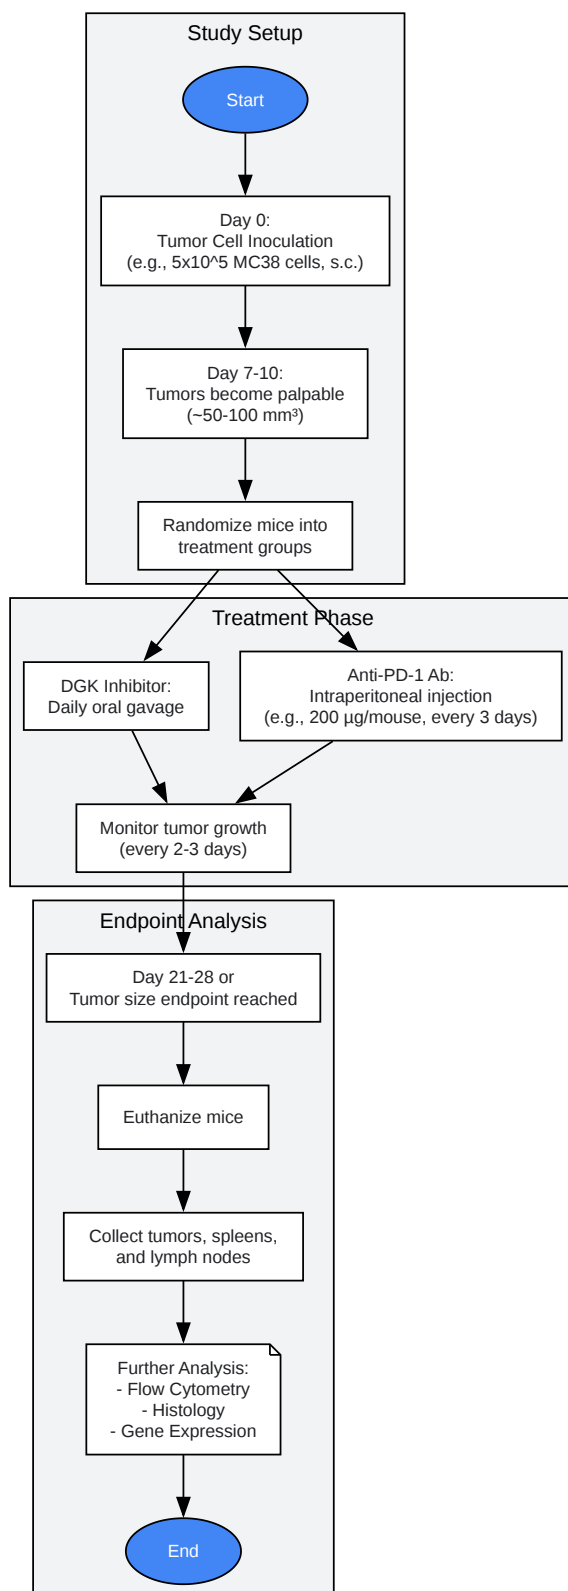 Study Setup
Start
Day 0:
Tumor Cell Inoculation
(e.g., 5x10^5 MC38 cells, s.c.)
Day 7-10:
Tumors become palpable
(~50-100 mm³)
Randomize mice into
treatment groups
Treatment Phase
DGK Inhibitor:
Daily oral gavage
Anti-PD-1 Ab:
Intraperitoneal injection
(e.g., 200 µg/mouse, every 3 days)
Monitor tumor growth
(every 2-3 days)
Endpoint Analysis
Day 21-28 or
Tumor size endpoint reached
Euthanize mice
Collect tumors, spleens,
and lymph nodes
Further Analysis:
- Flow Cytometry
- Histology
- Gene Expression
End